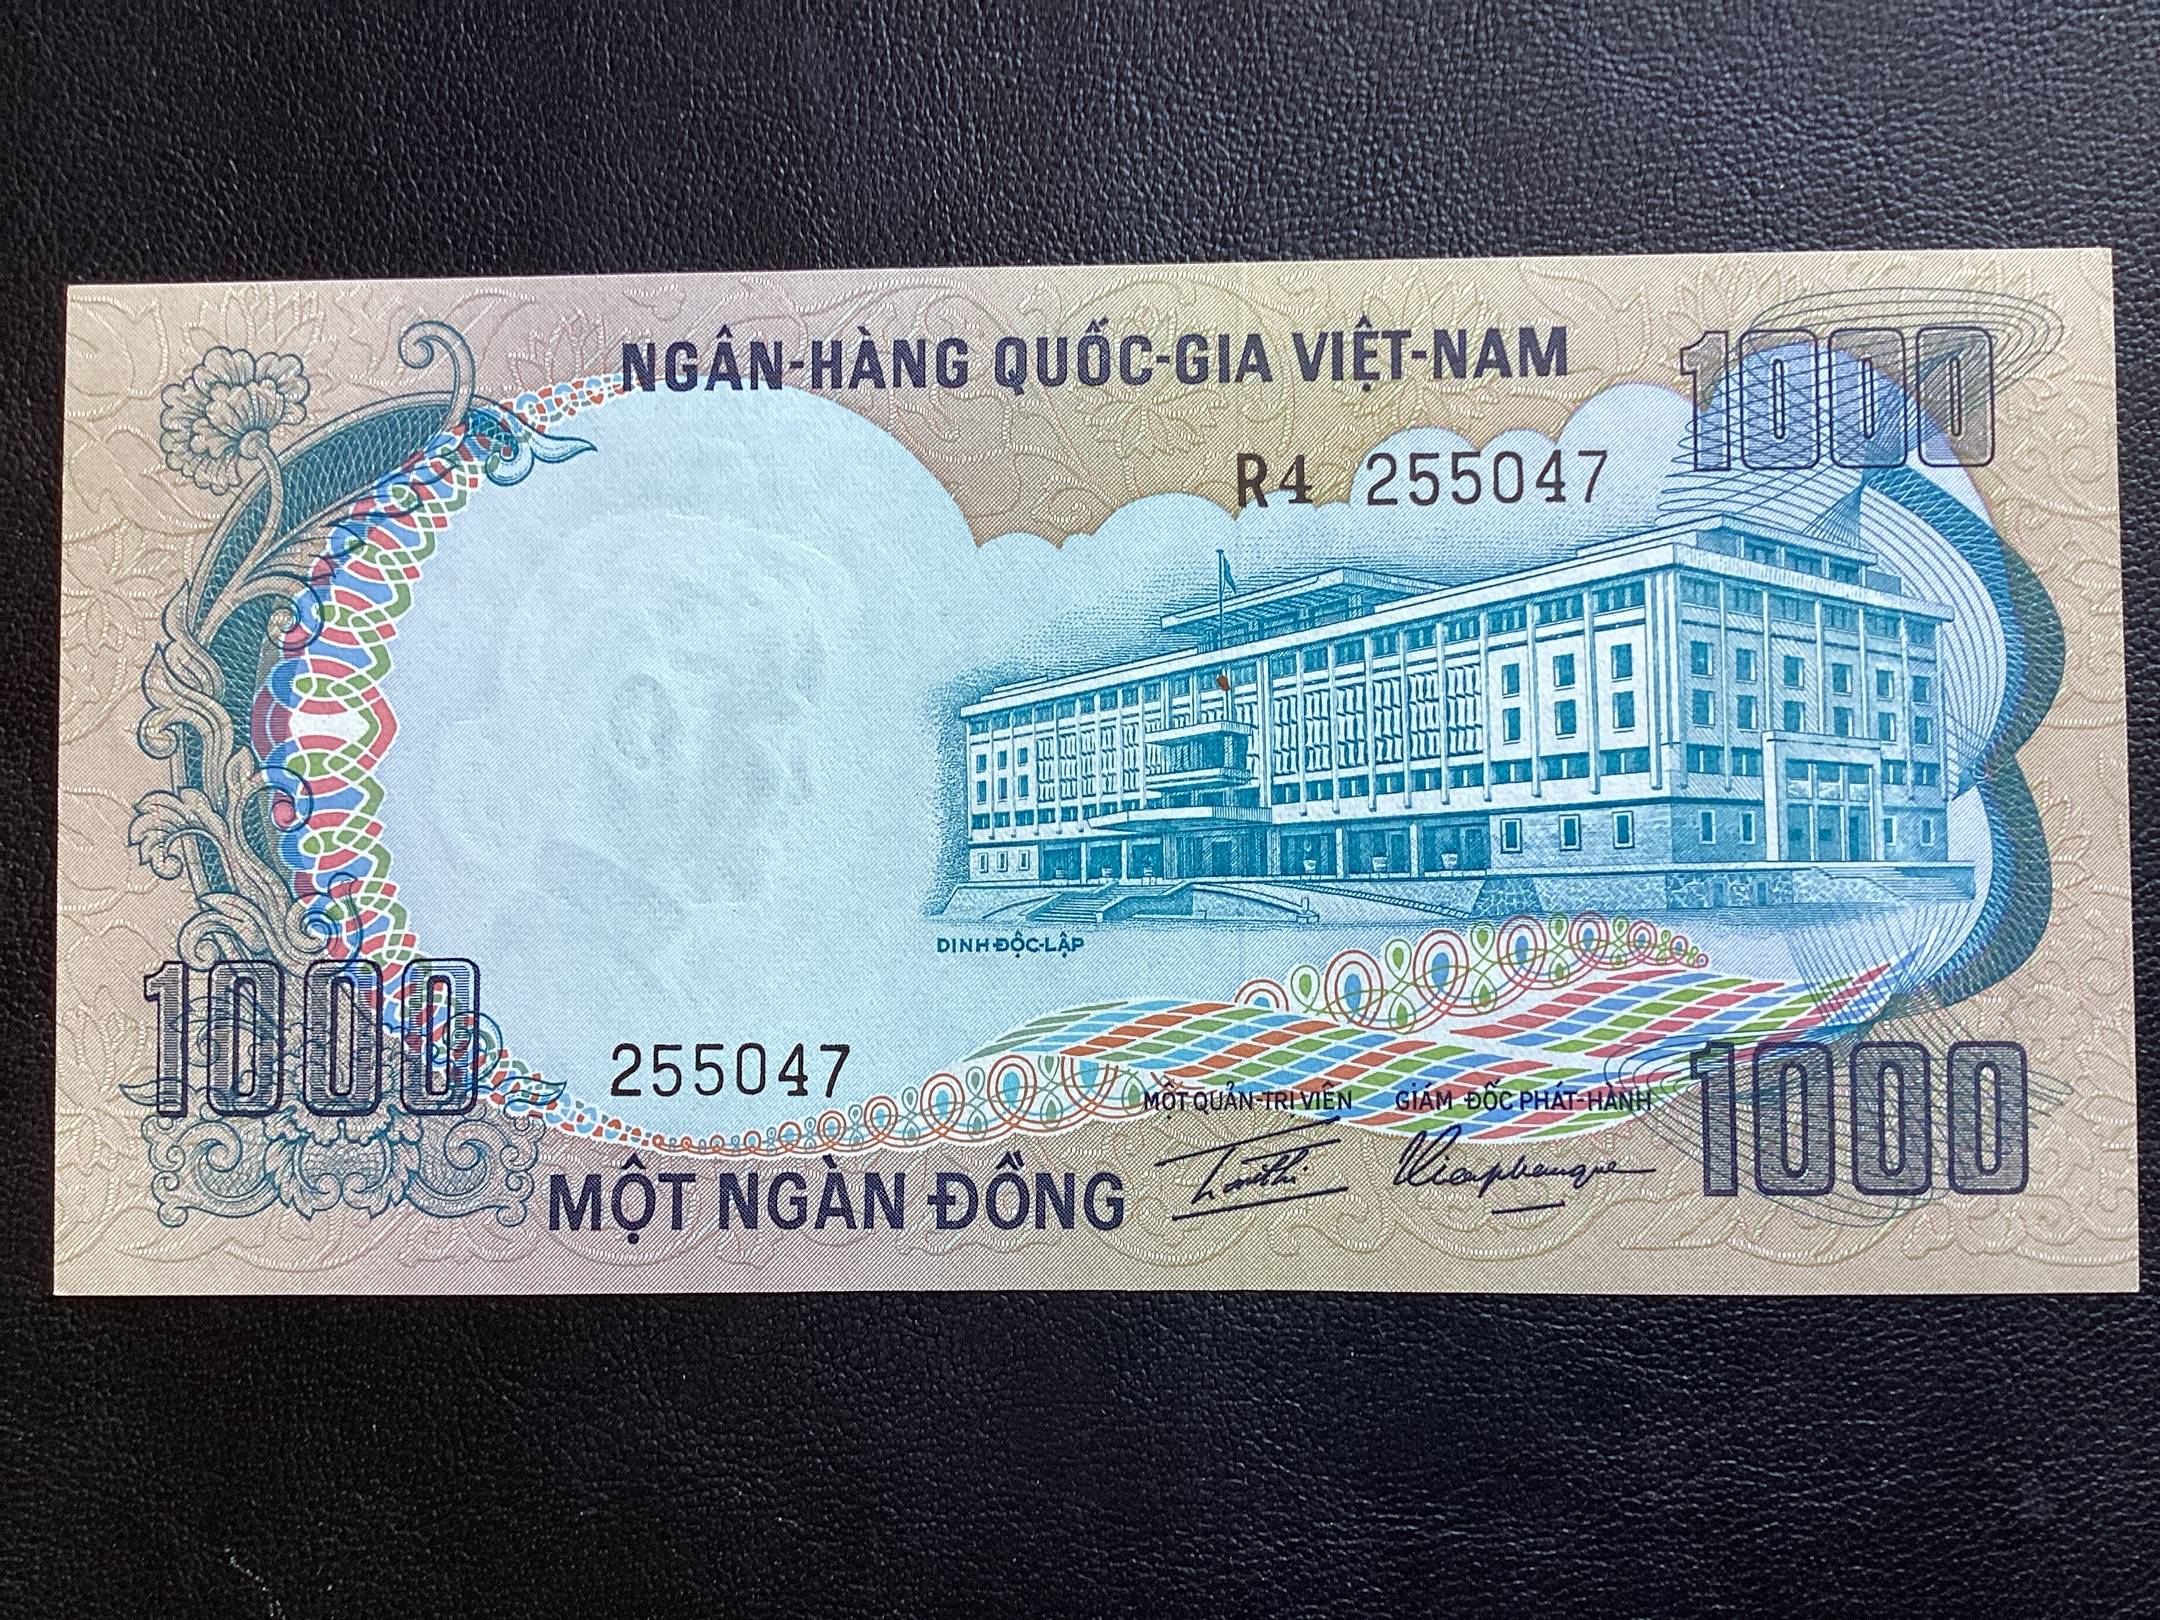 NGÂN-HÀNG QUỐC-GIA VIỆT-NAM
1000
R4 255047
DINH ĐỘC-LẬP
1000
255047
MỘT QUẢN-TRỊ VIÊN
GIÁM ĐỐC PHÁT-HÀNH
1000
MỘT NGÀN ĐỒNG